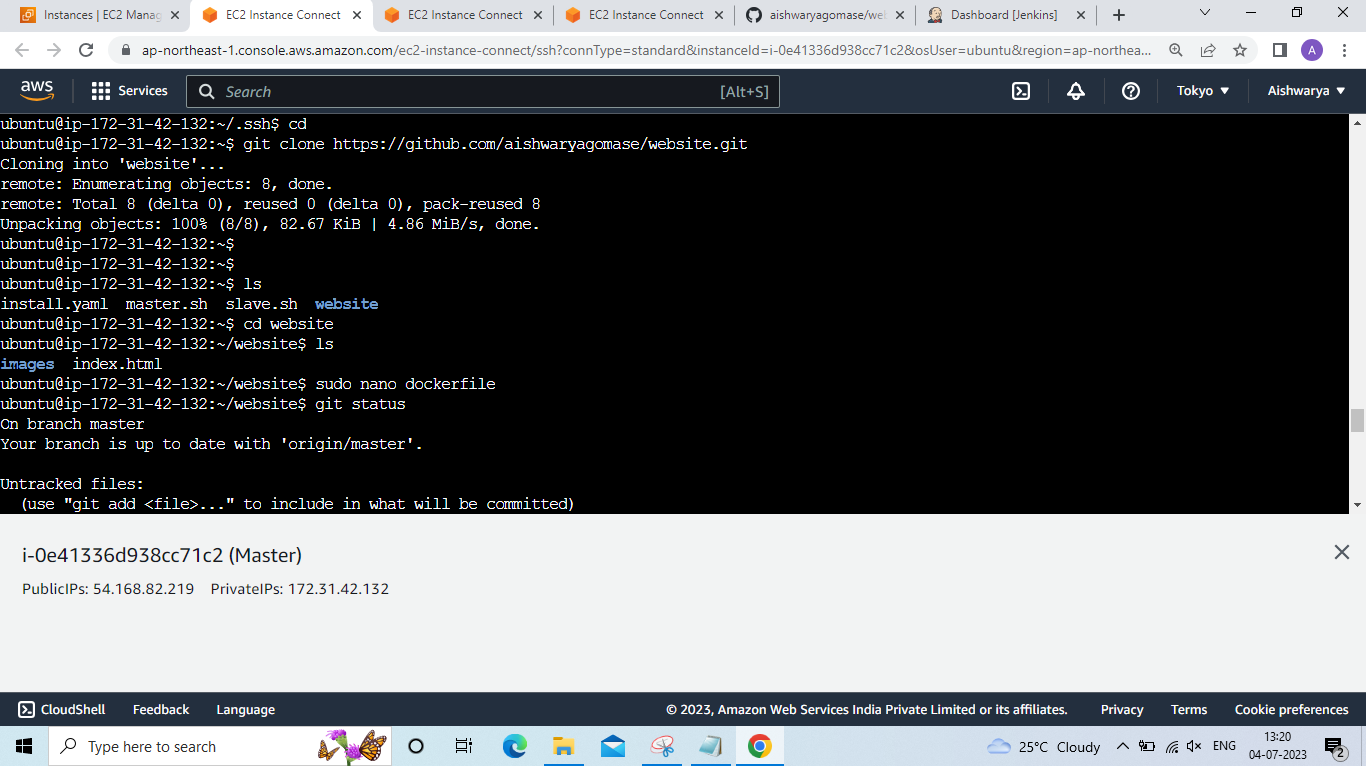 Instances | EC2 Manag
EC2 Instance Connect
EC2 Instance Connect
EC2 Instance Connect
aishwaryagomase/we
Dashboard [Jenkins]
ap-northeast-1.console.aws.amazon.com/ec2-instance-connect/ssh?connType=standard&instanceId=i-0e41336d938cc71c2&osUser=ubuntu&region=ap-northea...
A
aws
Services
Search
[Alt+S]
Tokyo
Aishwarya
ubuntu@ip-172-31-42-132:~/.ssh$ cd
ubuntu@ip-172-31-42-132:~$ git clone https://github.com/aishwaryagomase/website.git
Cloning into 'website'...
remote: Enumerating objects: 8, done.
remote: Total 8 (delta 0), reused 0 (delta 0), pack-reused 8
Unpacking objects: 100% (8/8), 82.67 KiB | 4.86 MiB/s, done.
ubuntu@ip-172-31-42-132:~$
ubuntu@ip-172-31-42-132:~$
ubuntu@ip-172-31-42-132:~$ ls
install.yaml  master.sh  slave.sh  website
ubuntu@ip-172-31-42-132:~$ cd website
ubuntu@ip-172-31-42-132:~/website$ ls
images  index.html
ubuntu@ip-172-31-42-132:~/website$ sudo nano dockerfile
ubuntu@ip-172-31-42-132:~/website$ git status
On branch master
Your branch is up to date with 'origin/master'.
Untracked files:
  (use "git add <file>..." to include in what will be committed)
i-0e41336d938cc71c2 (Master)
PublicIPs: 54.168.82.219   PrivateIPs: 172.31.42.132
CloudShell
Feedback
Language
© 2023, Amazon Web Services India Private Limited or its affiliates.
Privacy
Terms
Cookie preferences
Type here to search
25°C Cloudy
ENG
13:20
04-07-2023
2